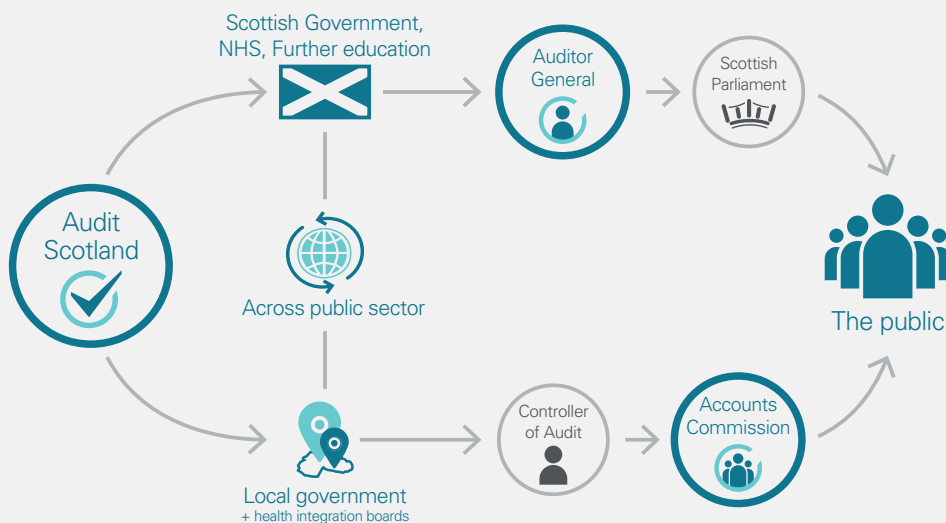 Scottish Government,
NHS, Further education
Auditor
General
Scottish
Parliament
Audit
Scotland
Across public sector
The public
Controller
of Audit
Accounts
Commission
Local government
+ health integration boards